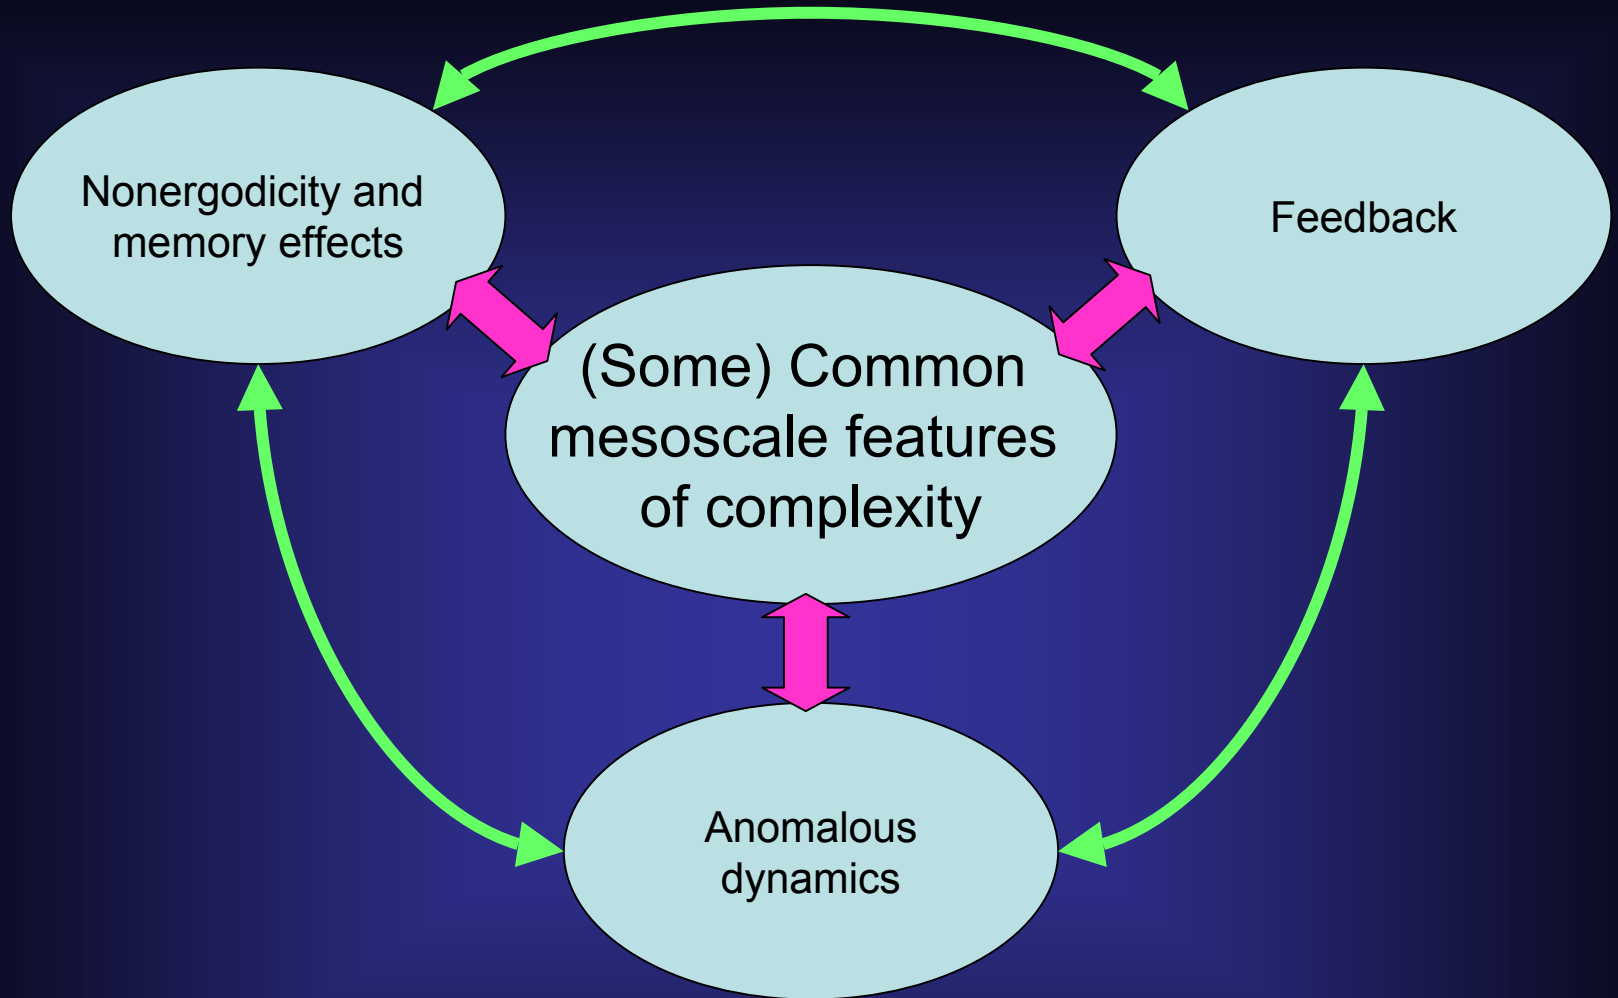 Nonergodicity and
memory effects
Feedback
(Some) Common
mesoscale features
of complexity
Anomalous
dynamics